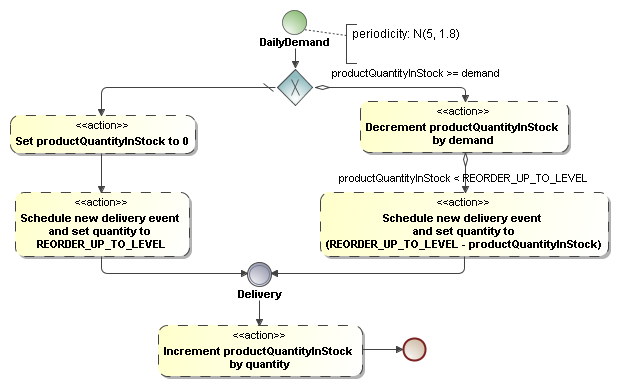 periodicity: N(5, 1.8)
DailyDemand
X
productQuantityInStock >= demand
<<action>>
Set productQuantityInStock to 0
<<action>>
Decrement productQuantityInStock
by demand
productQuantityInStock < REORDER_UP_TO_LEVEL
<<action>>
Schedule new delivery event
and set quantity to
REORDER_UP_TO_LEVEL
<<action>>
Schedule new delivery event
and set quantity to
(REORDER_UP_TO_LEVEL - productQuantityInStock)
Delivery
<<action>>
Increment productQuantityInStock
by quantity